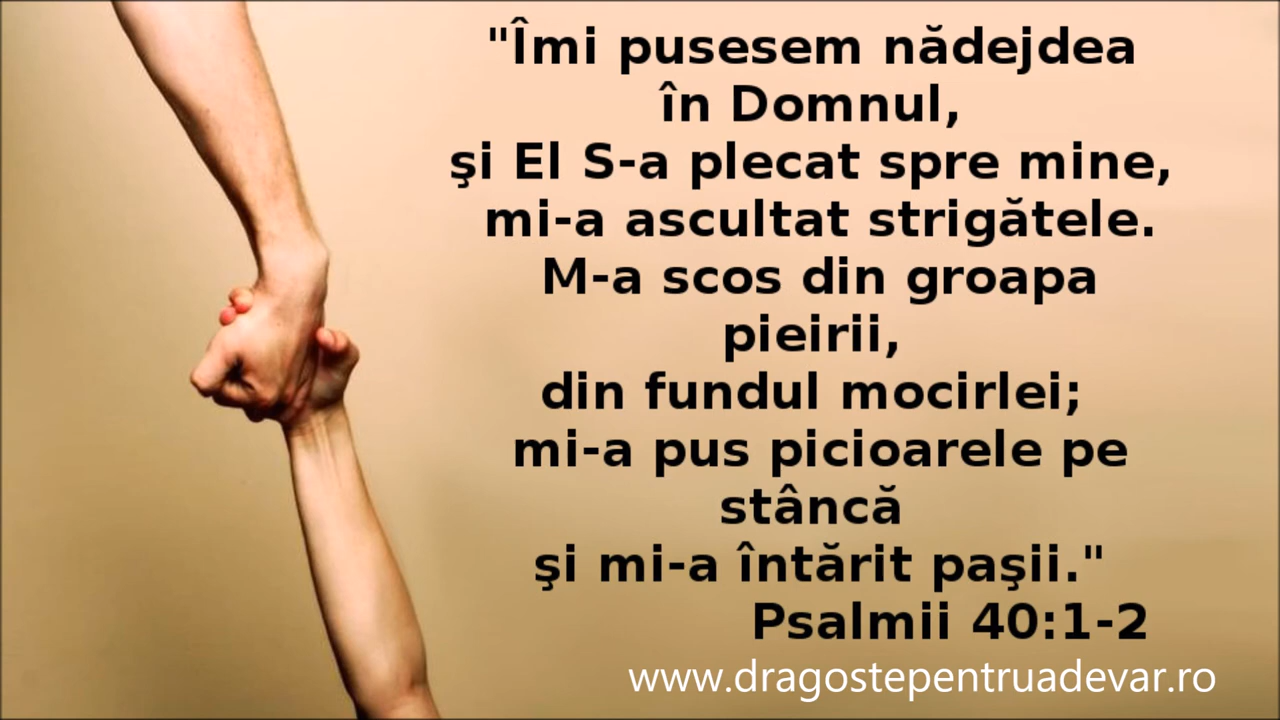 "Îmi pusesem nădejdea
în Domnul,
şi El S-a plecat spre mine,
mi-a ascultat strigătele.
M-a scos din groapa
pieirii,
din fundul mocirlei;
mi-a pus picioarele pe
stâncă
şi mi-a întărit paşii."
Psalmii 40:1-2
www.dragostepentruadevar.ro